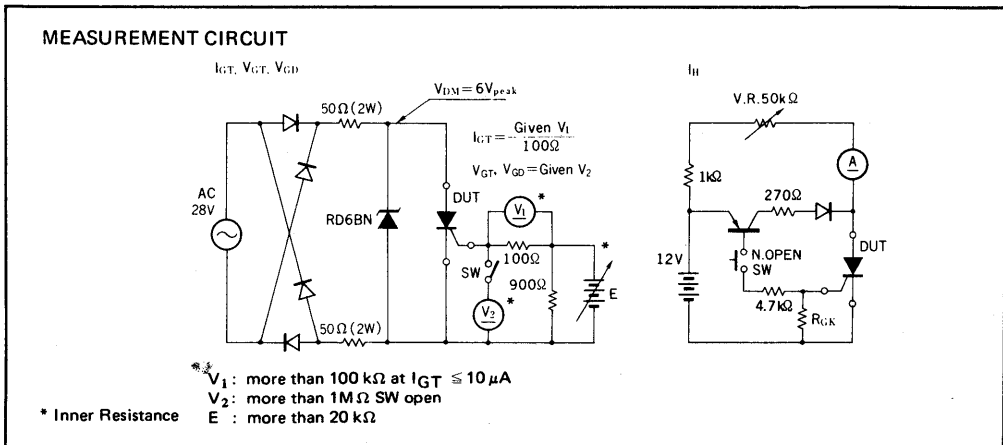 MEASUREMENT CIRCUIT
IGT, VGT, VGD
IH
VDM = 6Vpeak
V.R.50kΩ
50Ω (2W)
IGT = Given V1
100Ω
VGT, VGD = Given V2
A
1kΩ
270Ω
AC
28V
DUT
V1
*
RD6BN
100Ω
*
SW
900Ω
E
V2
*
12V
N.OPEN
SW
DUT
4.7kΩ
RGK
50Ω (2W)
V1 : more than 100 kΩ at IGT ≦ 10 μA
V2 : more than 1M Ω SW open
* Inner Resistance E : more than 20 kΩ